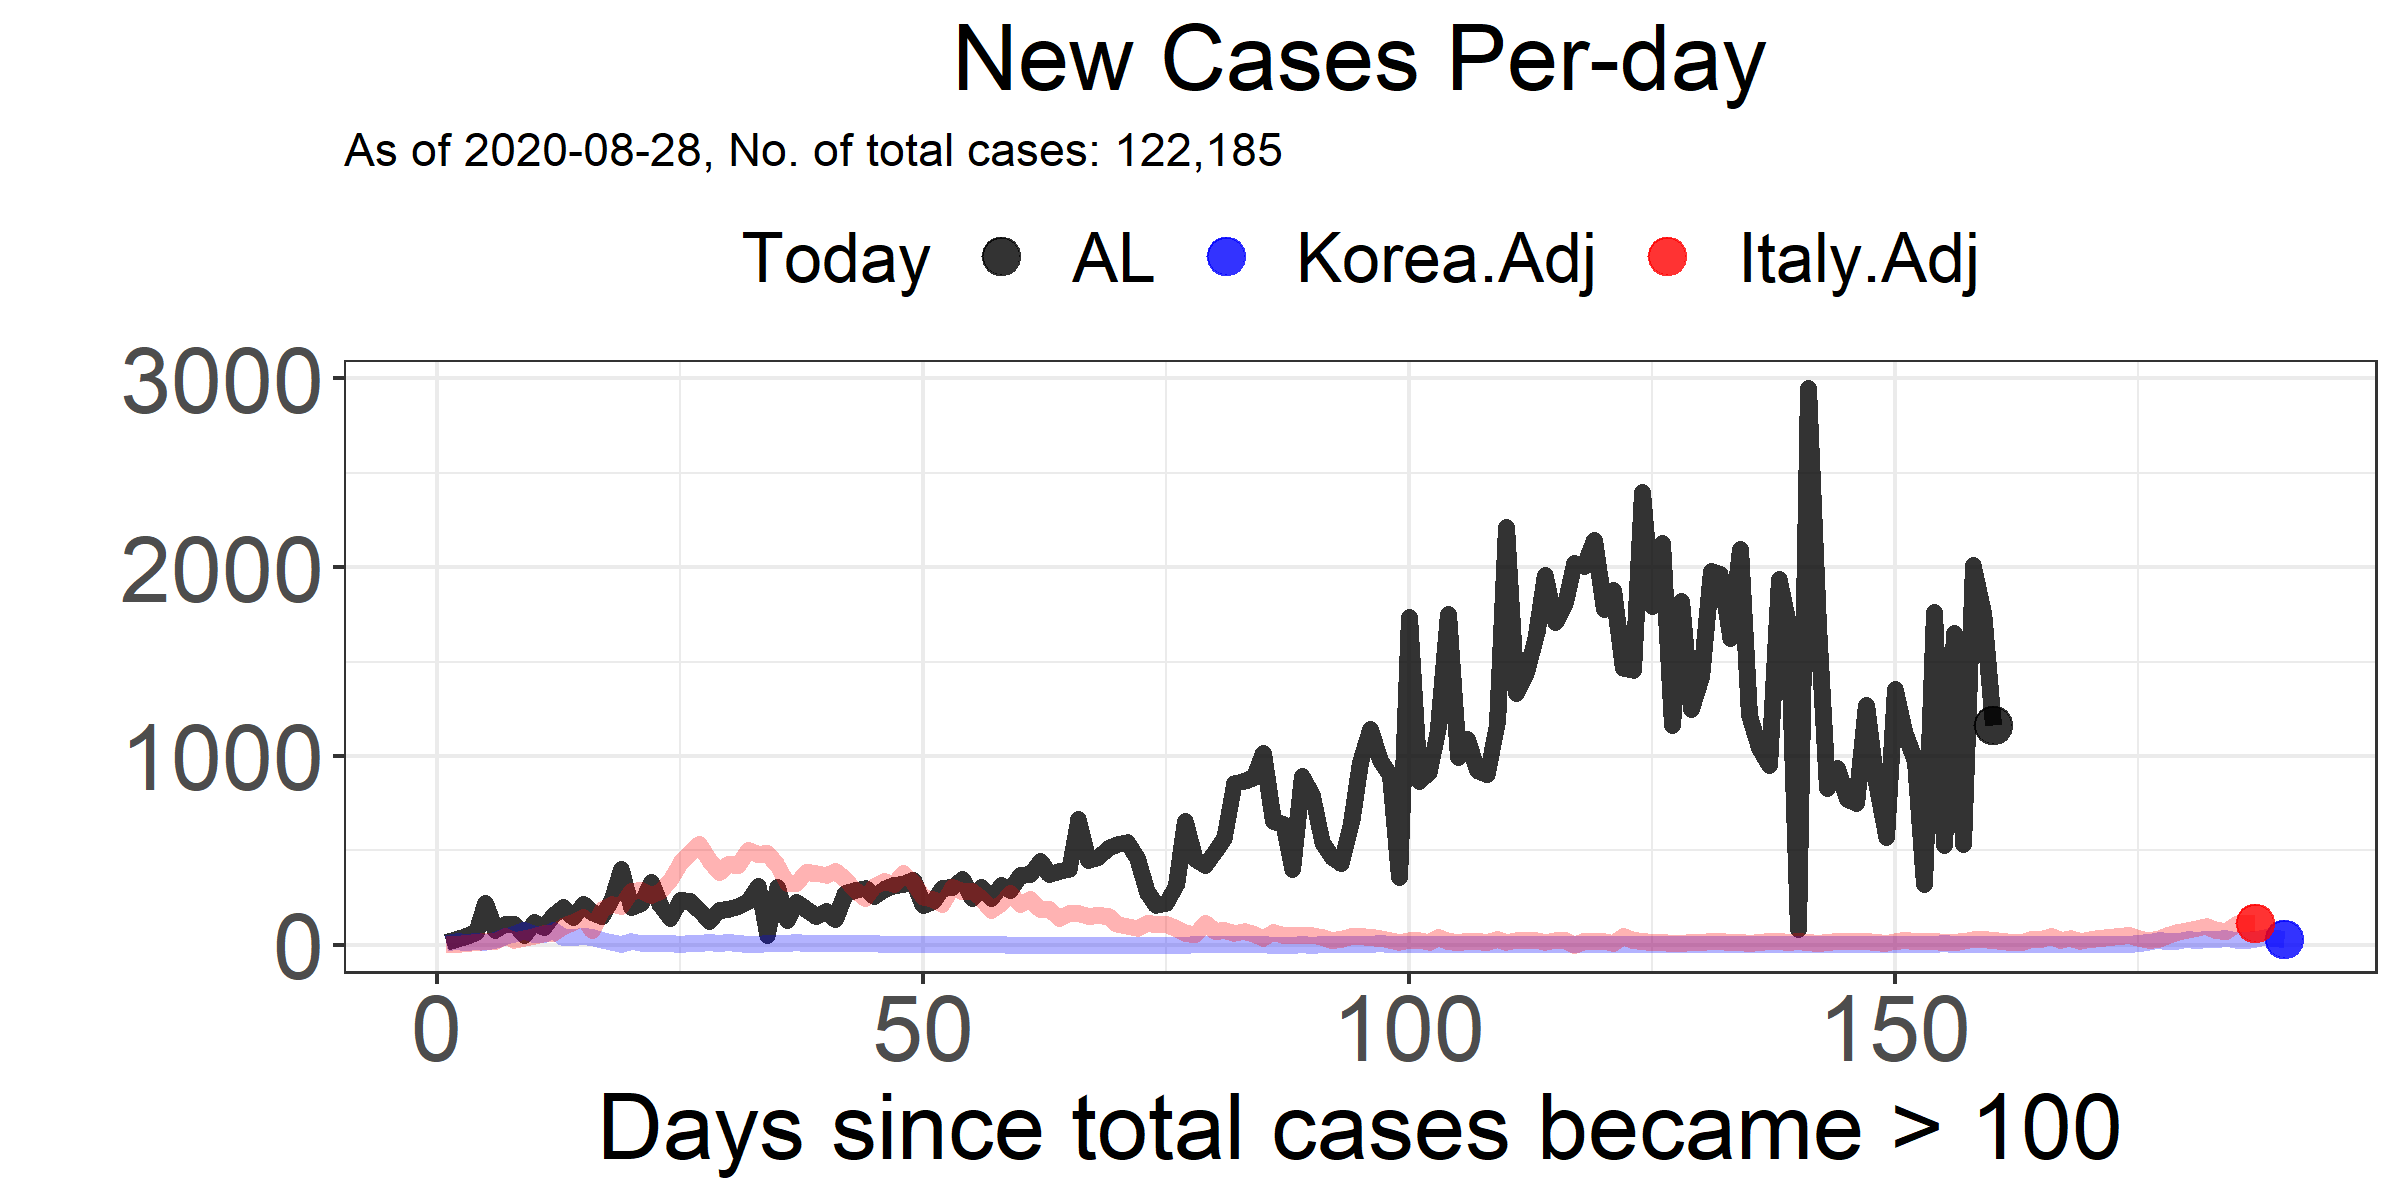 New Cases Per-day
As of 2020-08-28, No. of total cases: 122,185
Today AL Korea.Adj Italy.Adj
3000
2000
1000
0
0 50 100 150
Days since total cases became > 100